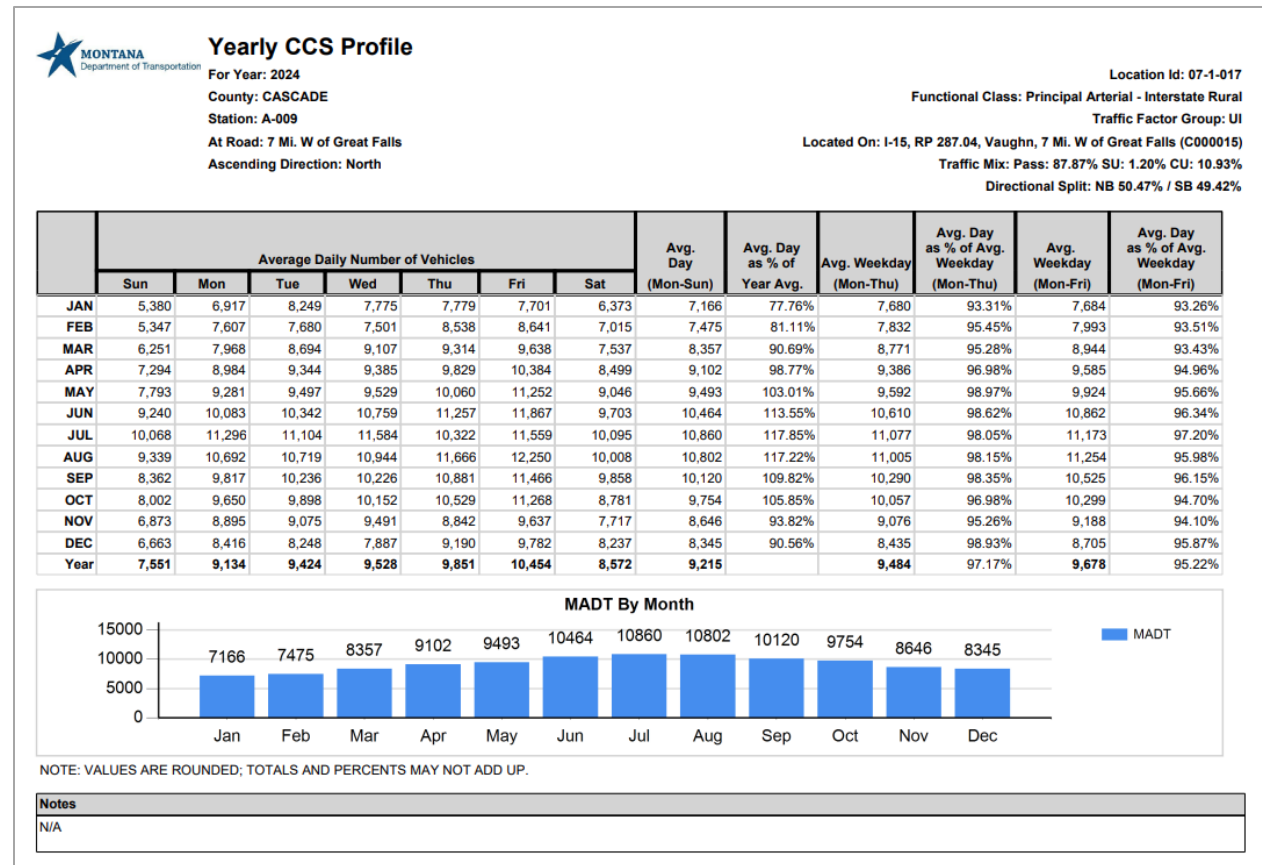 MONTANA
Department of Transportation
Yearly CCS Profile
For Year: 2024
County: CASCADE
Station: A-009
At Road: 7 Mi. W of Great Falls
Ascending Direction: North
Location Id: 07-1-017
Functional Class: Principal Arterial - Interstate Rural
Traffic Factor Group: UI
Located On: I-15, RP 287.04, Vaughn, 7 Mi. W of Great Falls (C000015)
Traffic Mix: Pass: 87.87% SU: 1.20% CU: 10.93%
Directional Split: NB 50.47% / SB 49.42%
Average Daily Number of Vehicles
Sun Mon Tue Wed Thu Fri Sat
Avg.
Day
(Mon-Sun)
Avg. Day
as % of
Year Avg.
Avg. Weekday
(Mon-Thu)
Avg. Day
as % of Avg.
Weekday
(Mon-Thu)
Avg.
Weekday
(Mon-Fri)
Avg. Day
as % of Avg.
Weekday
(Mon-Fri)
JAN 5,380 6,917 8,249 7,775 7,779 7,701 6,373 7,166 77.76% 7,680 93.31% 7,684 93.26%
FEB 5,347 7,607 7,680 7,501 8,538 8,641 7,015 7,475 81.11% 7,832 95.45% 7,993 93.51%
MAR 6,251 7,968 8,694 9,107 9,314 9,638 7,537 8,357 90.69% 8,771 95.28% 8,944 93.43%
APR 7,294 8,984 9,344 9,385 9,829 10,384 8,499 9,102 98.77% 9,386 96.98% 9,585 94.96%
MAY 7,793 9,281 9,497 9,529 10,060 11,252 9,046 9,493 103.01% 9,592 98.97% 9,924 95.66%
JUN 9,240 10,083 10,342 10,759 11,257 11,867 9,703 10,464 113.55% 10,610 98.62% 10,862 96.34%
JUL 10,068 11,296 11,104 11,584 10,322 11,559 10,095 10,860 117.85% 11,077 98.05% 11,173 97.20%
AUG 9,339 10,692 10,719 10,944 11,666 12,250 10,008 10,802 117.22% 11,005 98.15% 11,254 95.98%
SEP 8,362 9,817 10,236 10,226 10,881 11,466 9,858 10,120 109.82% 10,290 98.35% 10,525 96.15%
OCT 8,002 9,650 9,898 10,152 10,529 11,268 8,781 9,754 105.85% 10,057 96.98% 10,299 94.70%
NOV 6,873 8,895 9,075 9,491 8,842 9,637 7,717 8,646 93.82% 9,076 95.26% 9,188 94.10%
DEC 6,663 8,416 8,248 7,887 9,190 9,782 8,237 8,345 90.56% 8,435 98.93% 8,705 95.87%
Year 7,551 9,134 9,424 9,528 9,851 10,454 8,572 9,215 9,484 97.17% 9,678 95.22%
MADT By Month
15000
10000
5000
0
7166 7475 8357 9102 9493 10464 10860 10802 10120 9754 8646 8345
Jan Feb Mar Apr May Jun Jul Aug Sep Oct Nov Dec
MADT
NOTE: VALUES ARE ROUNDED; TOTALS AND PERCENTS MAY NOT ADD UP.
Notes
N/A